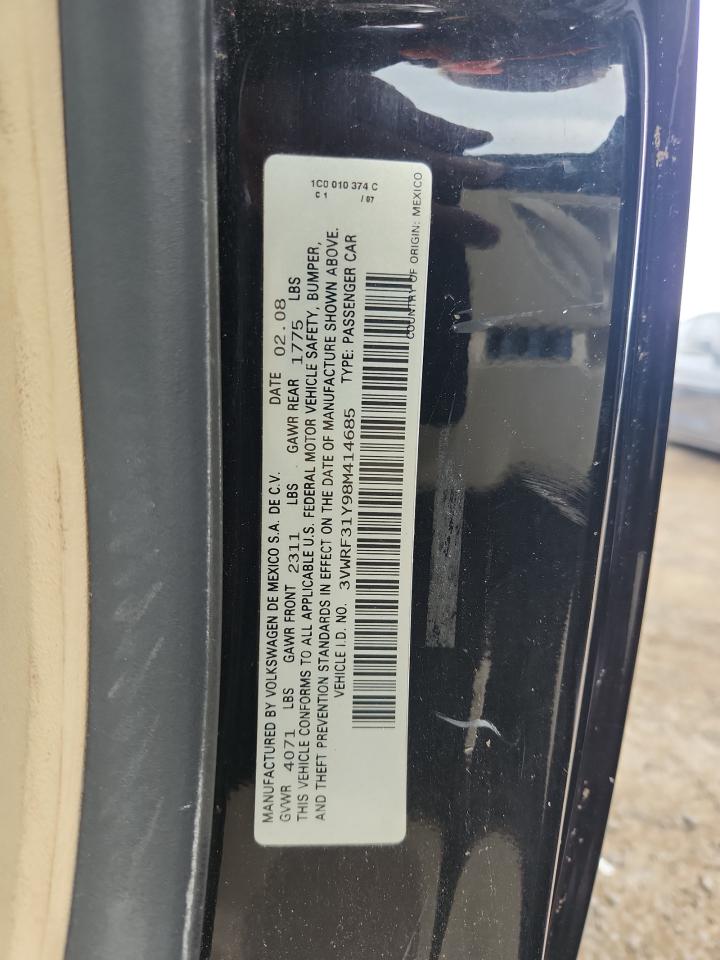 MANUFACTURED BY VOLKSWAGEN DE MEXICO S.A. DE C.V. DATE 02.08
GVWR 4071 LBS GAWR FRONT 2311 LBS GAWR REAR 1775 LBS
THIS VEHICLE CONFORMS TO ALL APPLICABLE U.S. FEDERAL MOTOR VEHICLE SAFETY, BUMPER,
AND THEFT PREVENTION STANDARDS IN EFFECT ON THE DATE OF MANUFACTURE SHOWN ABOVE.
VEHICLE I.D. NO. 3VWRF31Y98M414685 TYPE: PASSENGER CAR
COUNTRY OF ORIGIN: MEXICO
1C0 010 374 C
C 1 / 07